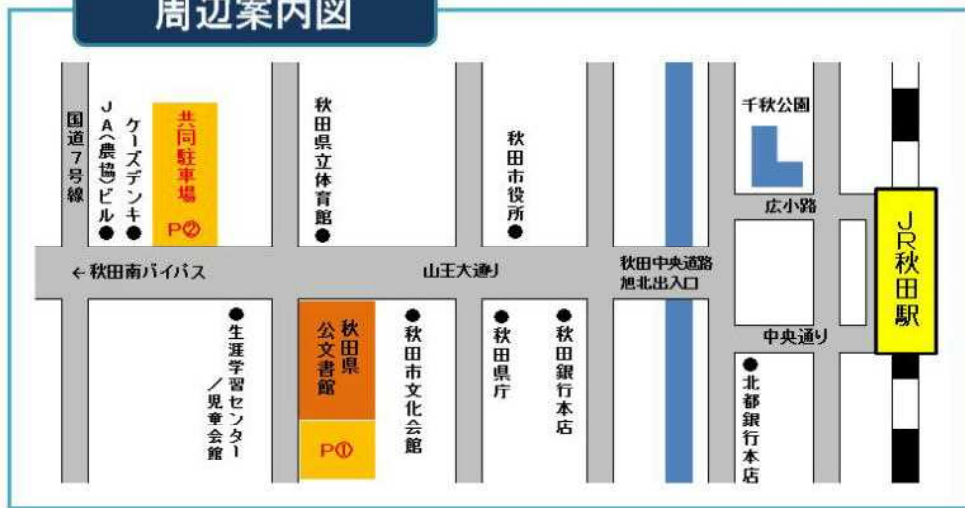 周辺案内図
国道7号線
JA(農協)ビル
ケーズデンキ
共同駐車場
P②
秋田県立体育館
秋田市役所
千秋公園
広小路
JR秋田駅
←秋田南バイパス
山王大通り
秋田中央道路
旭北出入口
中央通り
生涯学習センター
/児童会館
秋田県
公文書館
P①
秋田市文化会館
秋田県庁
秋田銀行本店
北都銀行本店